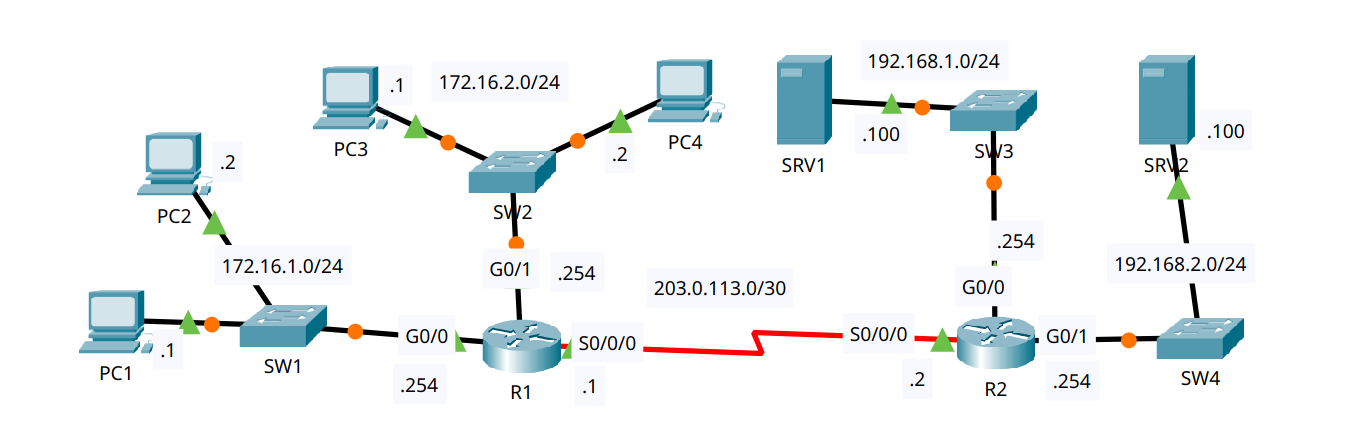 192.168.1.0/24
172.16.2.0/24
.1
PC3
PC4
.2
.100
SRV1
SW3
.100
SRV2
.2
PC2
SW2
172.16.1.0/24
G0/1
.254
203.0.113.0/30
.254
G0/0
192.168.2.0/24
PC1
.1
SW1
G0/0
.254
S0/0/0
R1
.1
S0/0/0
.2
R2
G0/1
.254
SW4